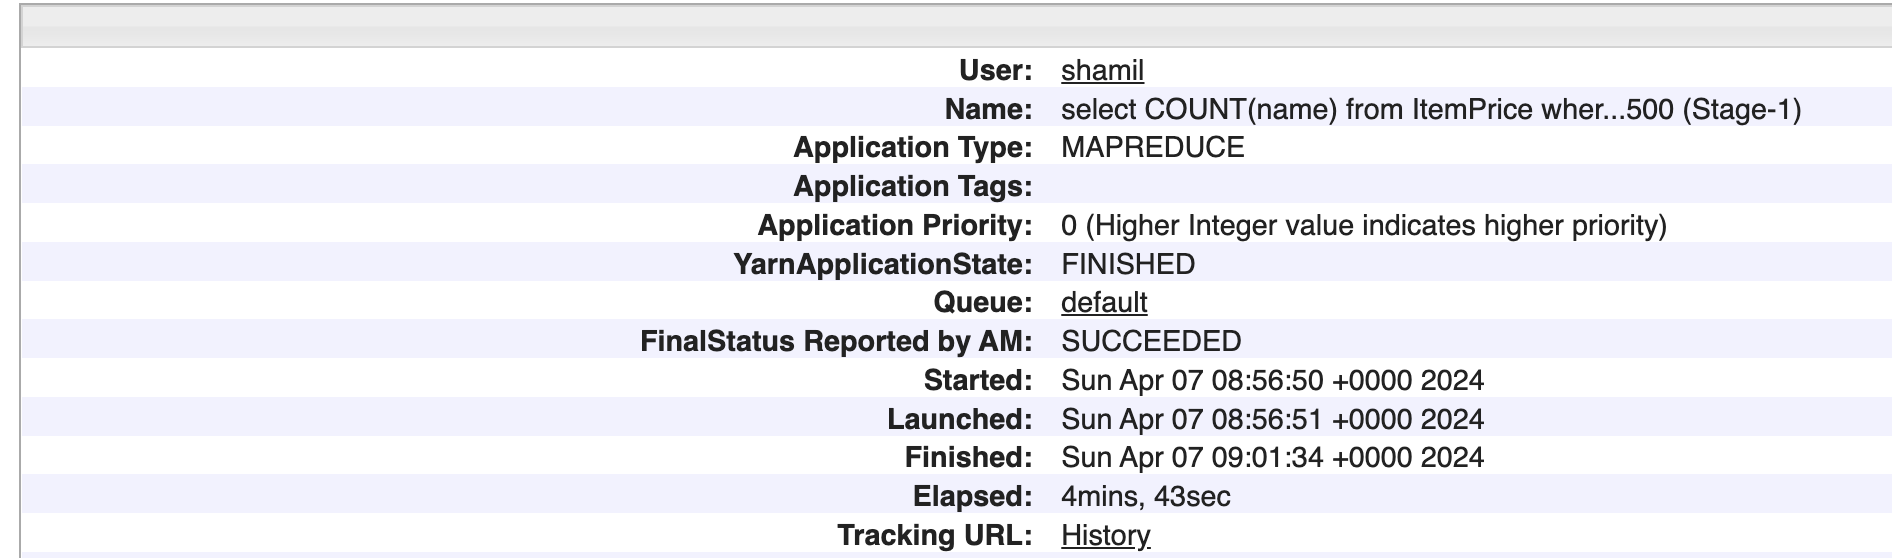 User: shamil
Name: select COUNT(name) from ItemPrice wher...500 (Stage-1)
Application Type: MAPREDUCE
Application Tags:
Application Priority: 0 (Higher Integer value indicates higher priority)
YarnApplicationState: FINISHED
Queue: default
FinalStatus Reported by AM: SUCCEEDED
Started: Sun Apr 07 08:56:50 +0000 2024
Launched: Sun Apr 07 08:56:51 +0000 2024
Finished: Sun Apr 07 09:01:34 +0000 2024
Elapsed: 4mins, 43sec
Tracking URL: History